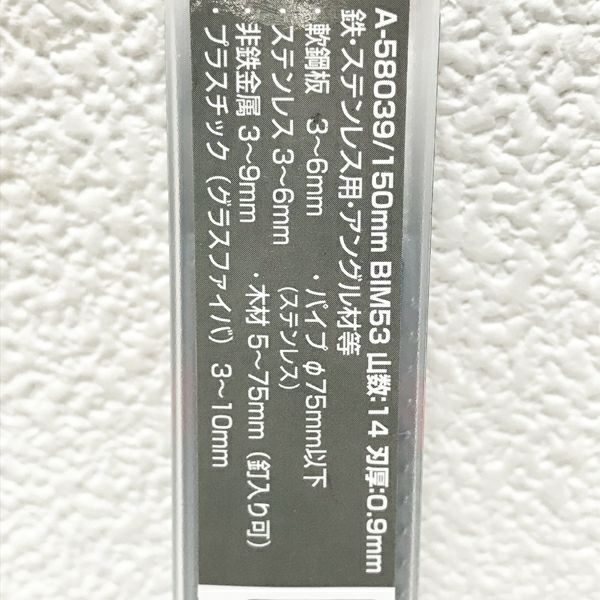 A-58039/150mm BIM53 山数:14 刃厚:0.9mm
鉄・ステンレス用・アングル材等
・軟鋼板 3〜6mm ・パイプ φ75mm以下
・ステンレス 3〜6mm (ステンレス)
・非鉄金属 3〜9mm ・木材 5〜75mm(釘入り可)
・プラスチック(グラスファイバ) 3〜10mm